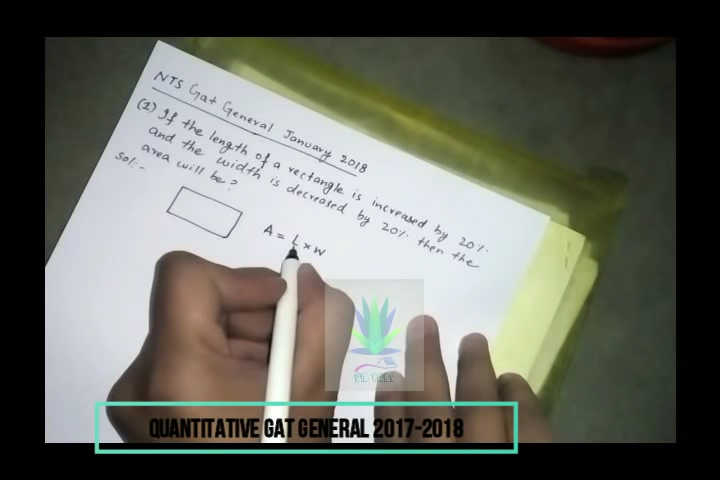 NTS Gat General January 2018
(1) If the length of a rectangle is increased by 20%
and the width is decreased by 20% then the
area will be?
Sol:-
A = L × W
QUANTITATIVE GAT GENERAL 2017-2018